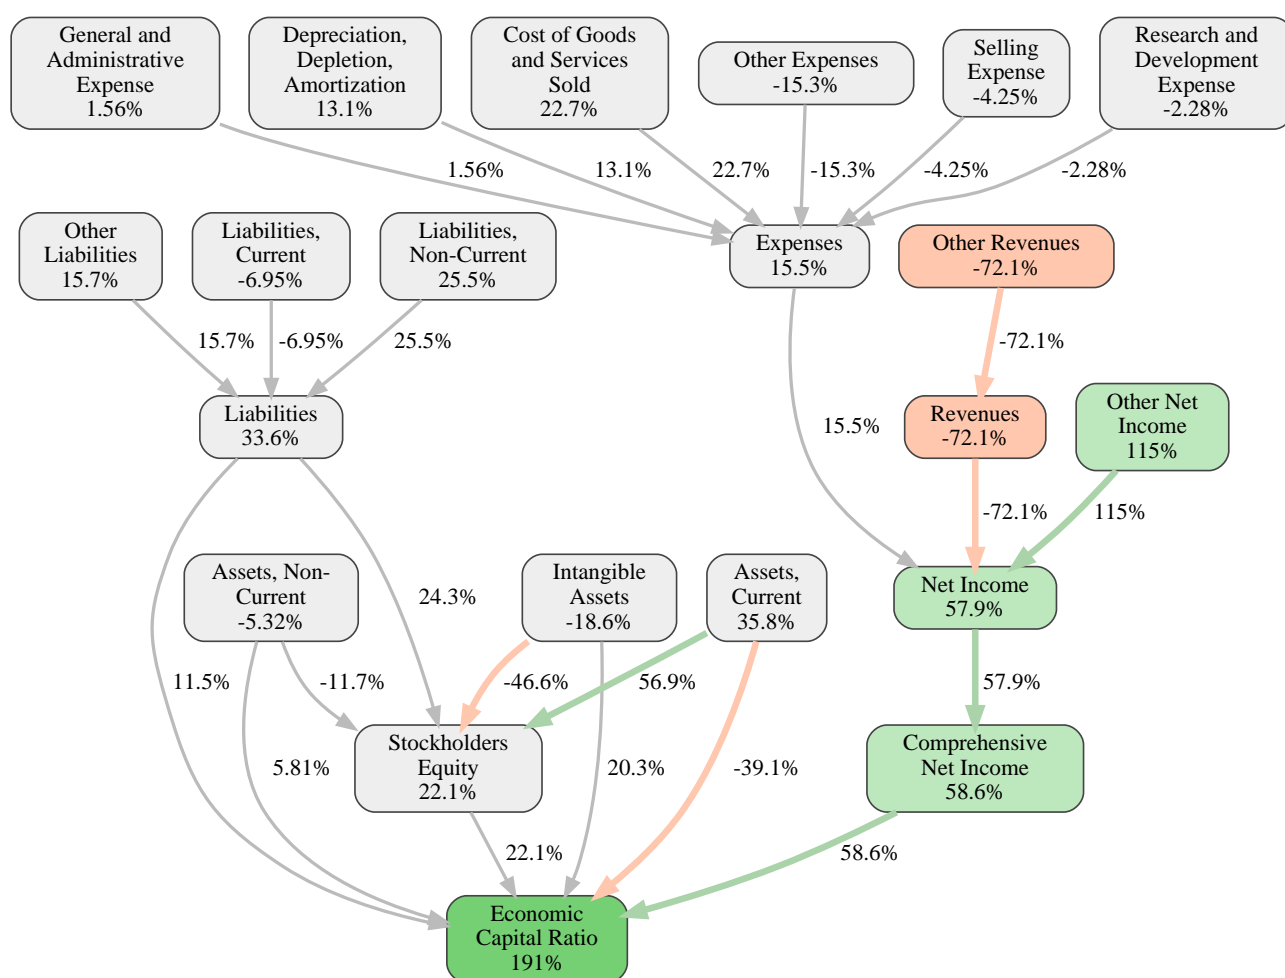 General and
Administrative
Expense
1.56%
Depreciation,
Depletion,
Amortization
13.1%
Cost of Goods
and Services
Sold
22.7%
Other Expenses
-15.3%
Selling
Expense
-4.25%
Research and
Development
Expense
-2.28%
1.56%
13.1%
22.7%
-15.3%
-4.25%
-2.28%
Other
Liabilities
15.7%
Liabilities,
Current
-6.95%
Liabilities,
Non-Current
25.5%
Expenses
15.5%
Other Revenues
-72.1%
15.7%
-6.95%
25.5%
-72.1%
Liabilities
33.6%
15.5%
Revenues
-72.1%
Other Net
Income
115%
-72.1%
115%
Assets, Non-
Current
-5.32%
24.3%
Intangible
Assets
-18.6%
Assets,
Current
35.8%
Net Income
57.9%
11.5%
-11.7%
-46.6%
56.9%
57.9%
5.81%
Stockholders
Equity
22.1%
20.3%
-39.1%
Comprehensive
Net Income
58.6%
22.1%
58.6%
Economic
Capital Ratio
191%